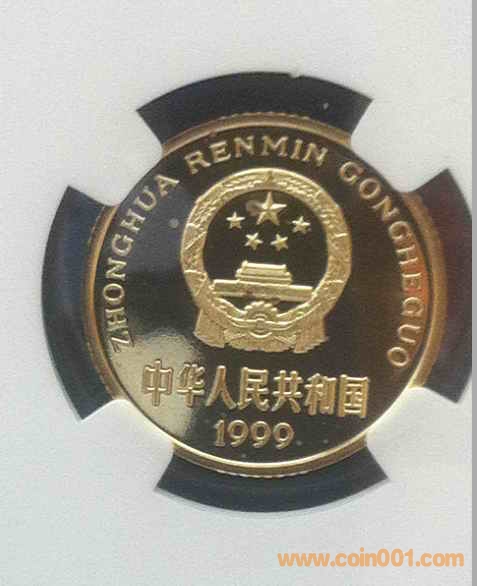 ZHONGHUA RENMIN GONGHEGUO
中华人民共和国
1999
www.coin001.com